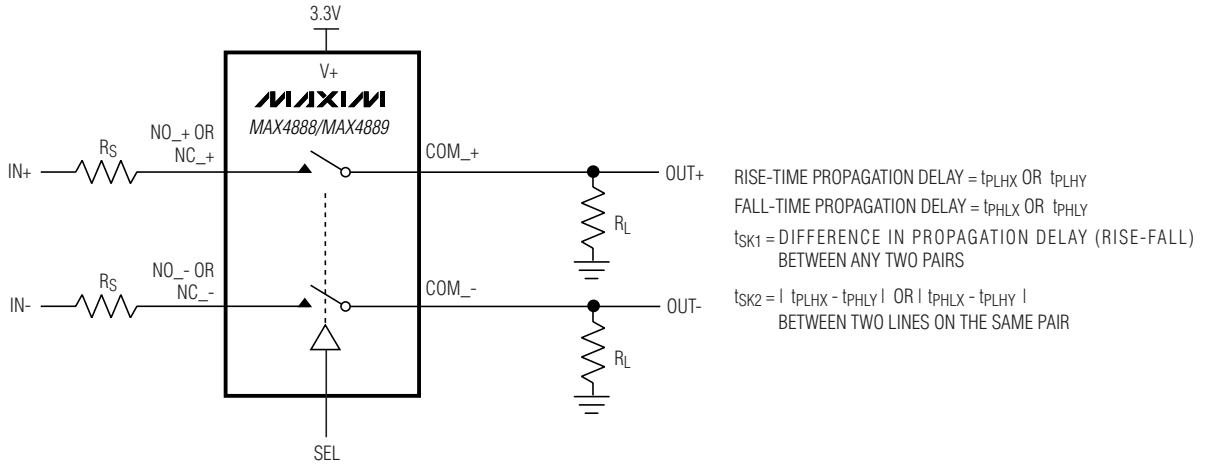 3.3V
V+
MAXIM
MAX4888/MAX4889
NO_+ OR
NC_+
COM_+
IN+
RS
OUT+
RL
NO_- OR
NC_-
COM_-
IN-
RS
OUT-
RL
SEL
RISE-TIME PROPAGATION DELAY = tPLHX OR tPLHY
FALL-TIME PROPAGATION DELAY = tPHLX OR tPHLY
tSK1 = DIFFERENCE IN PROPAGATION DELAY (RISE-FALL)
BETWEEN ANY TWO PAIRS
tSK2 = | tPLHX - tPHLY | OR | tPHLX - tPLHY |
BETWEEN TWO LINES ON THE SAME PAIR